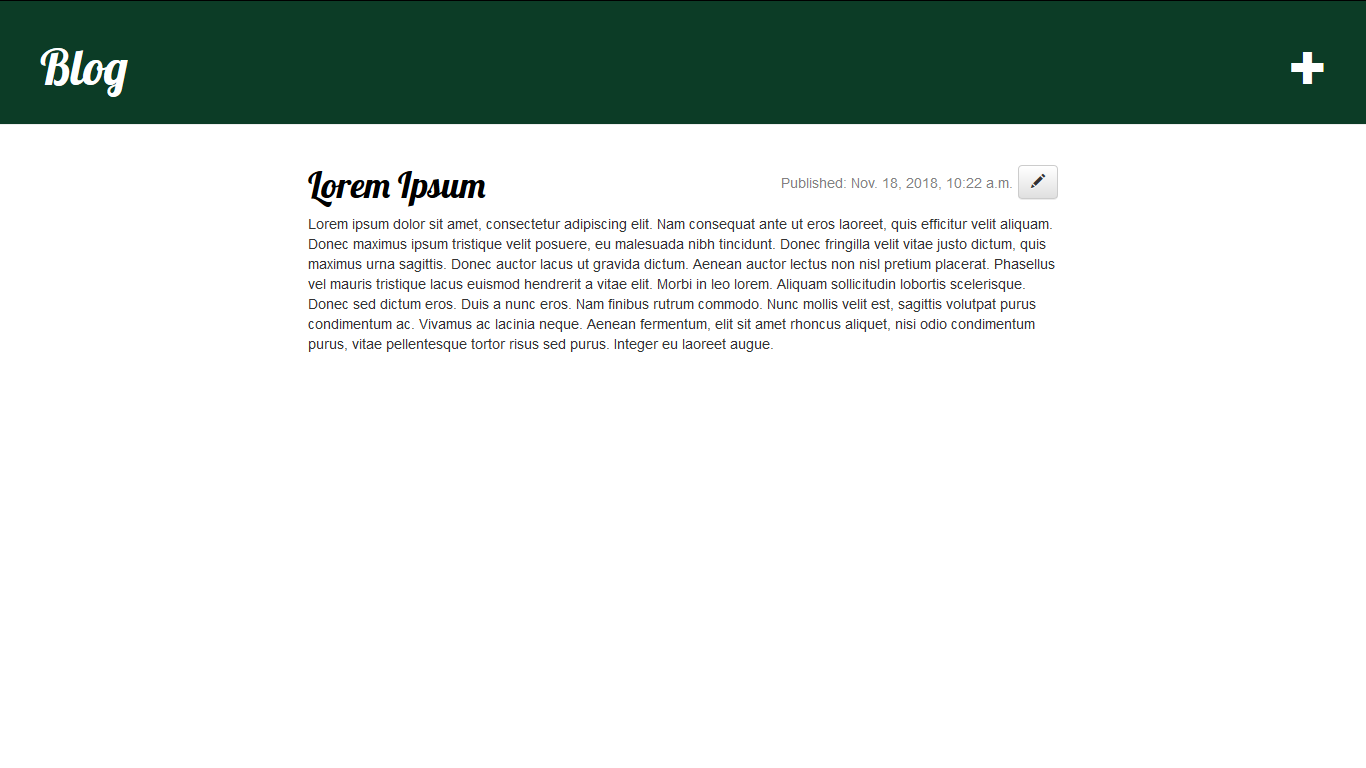 Blog
Lorem Ipsum
Published: Nov. 18, 2018, 10:22 a.m.
Lorem ipsum dolor sit amet, consectetur adipiscing elit. Nam consequat ante ut eros laoreet, quis efficitur velit aliquam.
Donec maximus ipsum tristique velit posuere, eu malesuada nibh tincidunt. Donec fringilla velit vitae justo dictum, quis
maximus urna sagittis. Donec auctor lacus ut gravida dictum. Aenean auctor lectus non nisl pretium placerat. Phasellus
vel mauris tristique lacus euismod hendrerit a vitae elit. Morbi in leo lorem. Aliquam sollicitudin lobortis scelerisque.
Donec sed dictum eros. Duis a nunc eros. Nam finibus rutrum commodo. Nunc mollis velit est, sagittis volutpat purus
condimentum ac. Vivamus ac lacinia neque. Aenean fermentum, elit sit amet rhoncus aliquet, nisi odio condimentum
purus, vitae pellentesque tortor risus sed purus. Integer eu laoreet augue.